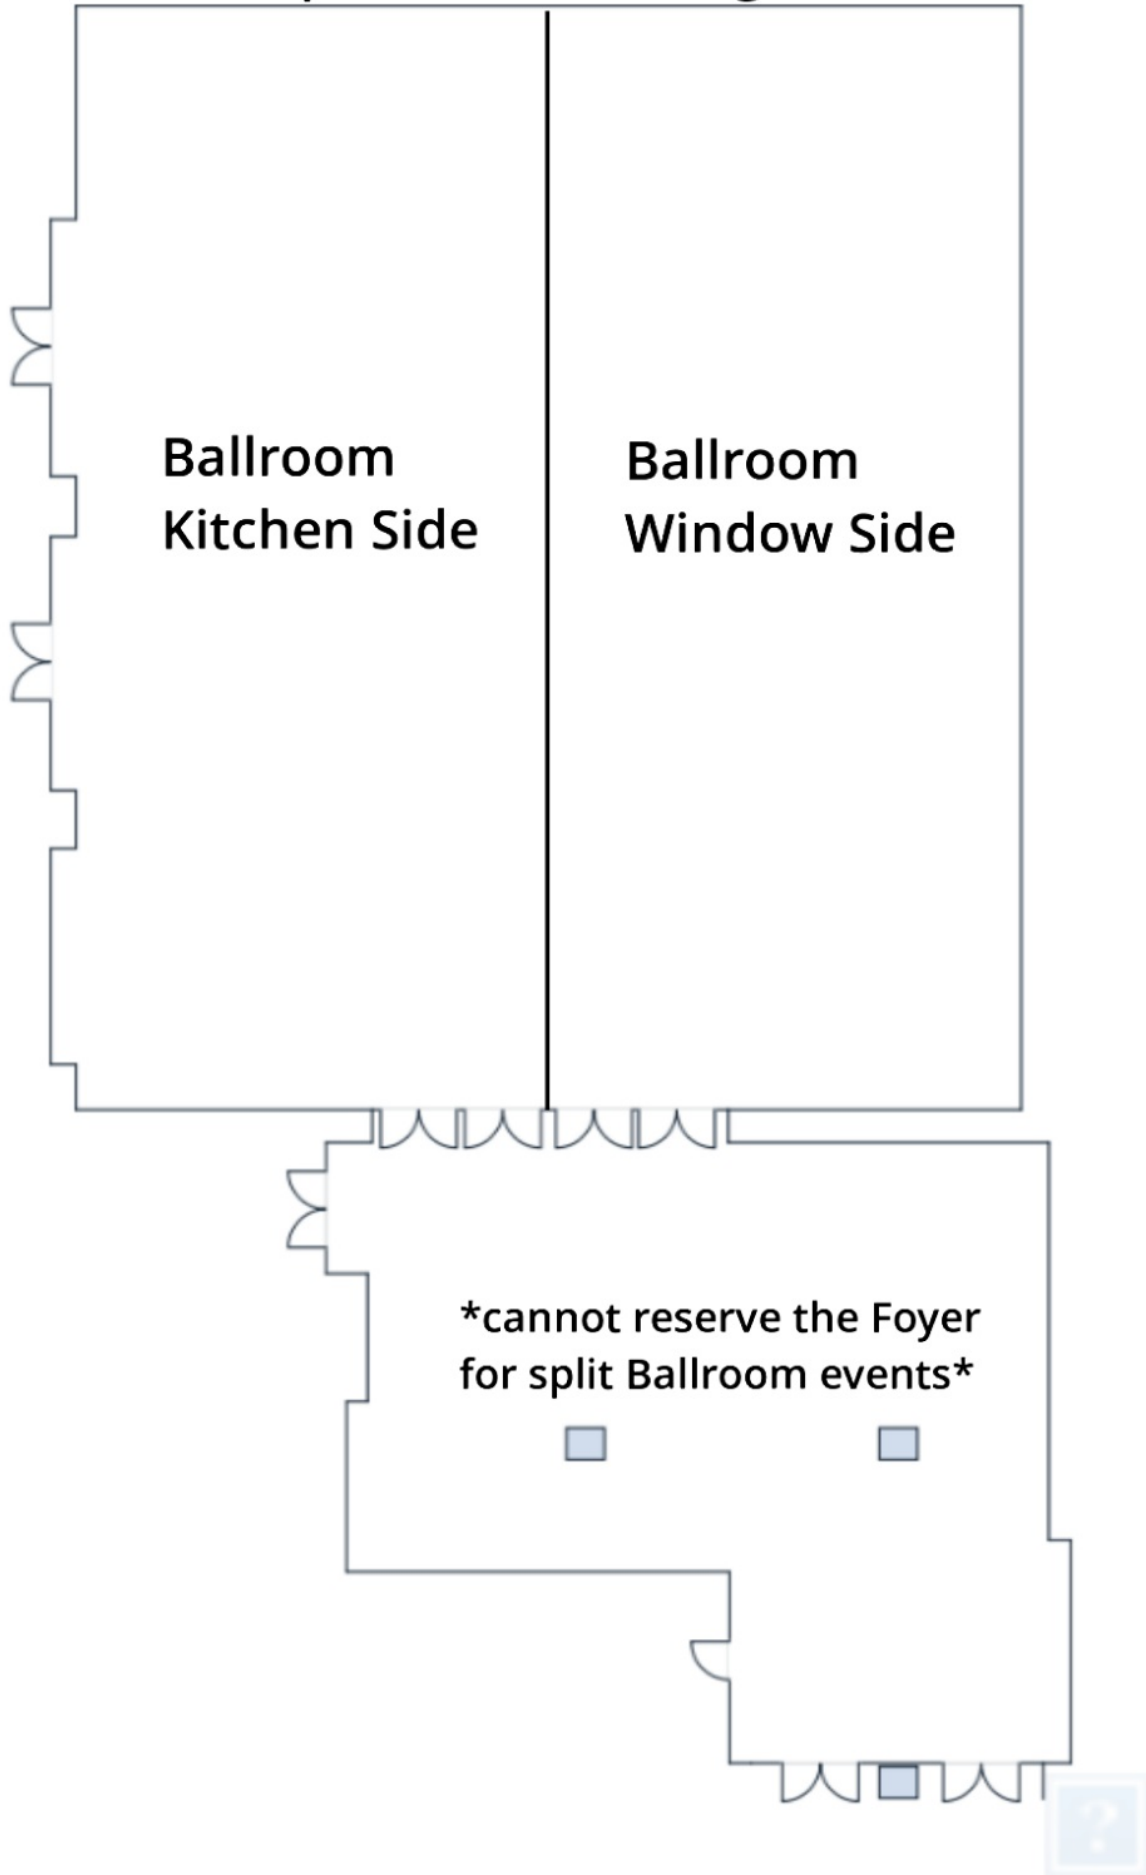 Ballroom
Kitchen Side
Ballroom
Window Side
*cannot reserve the Foyer
for split Ballroom events*
?